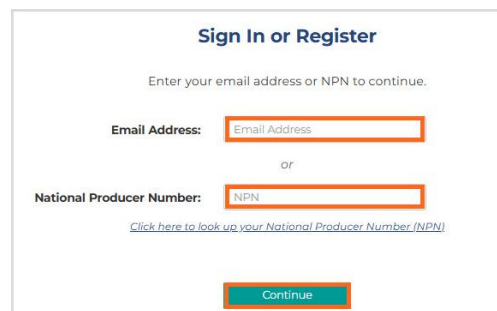 Sign In or Register
Enter your email address or NPN to continue.
Email Address: Email Address
or
National Producer Number: NPN
Click here to look up your National Producer Number (NPN)
Continue